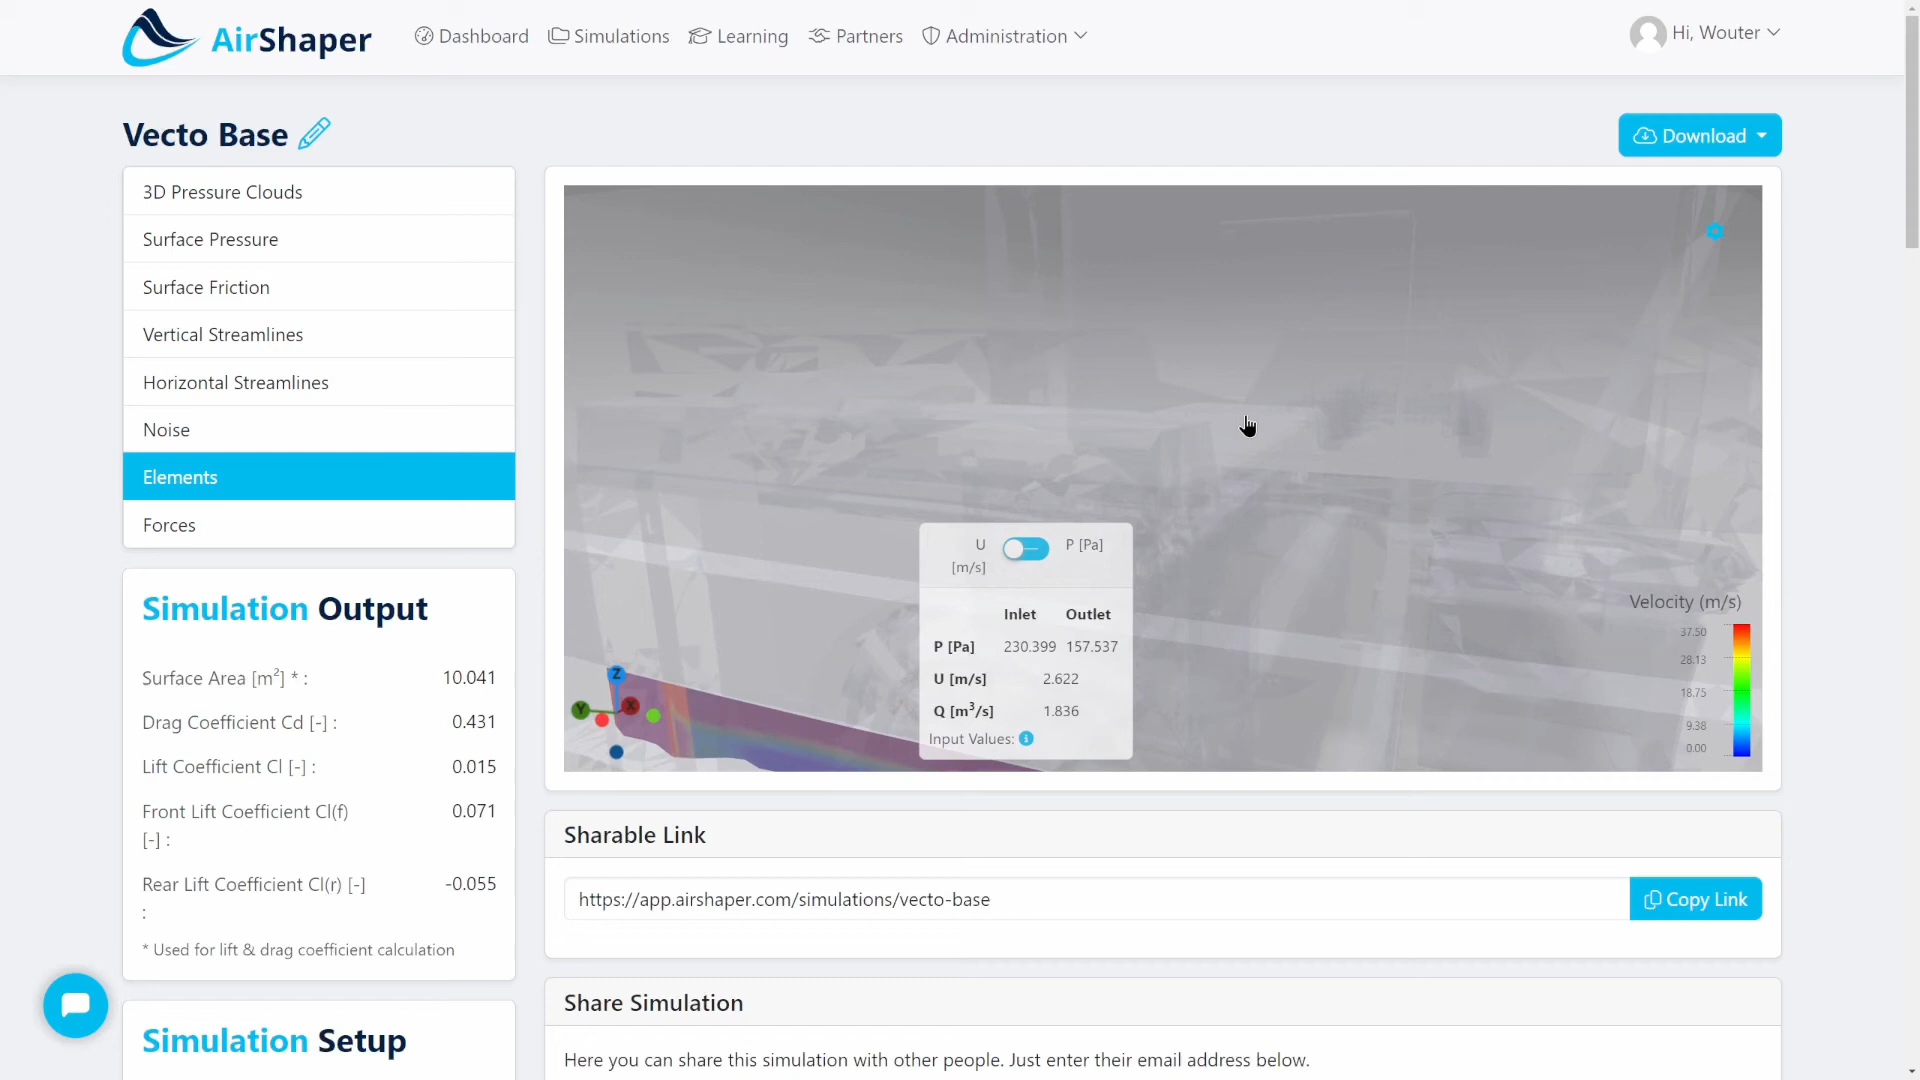 AirShaper
Dashboard
Simulations
Learning
Partners
Administration
Hi, Wouter
Vecto Base
Download
3D Pressure Clouds
Surface Pressure
Surface Friction
Vertical Streamlines
Horizontal Streamlines
Noise
Elements
Forces
Simulation Output
Surface Area [m²] * : 10.041
Drag Coefficient Cd [-] : 0.431
Lift Coefficient Cl [-] : 0.015
Front Lift Coefficient Cl(f) 0.071
[-] :
Rear Lift Coefficient Cl(r) [-] -0.055
:
* Used for lift & drag coefficient calculation
Simulation Setup
U P [Pa]
[m/s]
Inlet Outlet
P [Pa] 230.399 157.537
U [m/s] 2.622
Q [m³/s] 1.836
Input Values: i
Z
Y
X
Velocity (m/s)
37.50
28.13
18.75
9.38
0.00
Sharable Link
https://app.airshaper.com/simulations/vecto-base
Copy Link
Share Simulation
Here you can share this simulation with other people. Just enter their email address below.